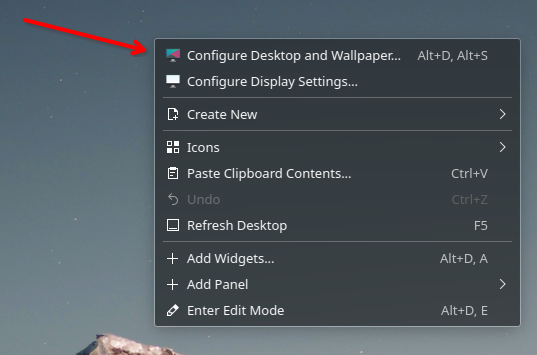 Configure Desktop and Wallpaper... Alt+D, Alt+S
Configure Display Settings...
Create New
Icons
Paste Clipboard Contents... Ctrl+V
Undo Ctrl+Z
Refresh Desktop F5
Add Widgets... Alt+D, A
Add Panel
Enter Edit Mode Alt+D, E